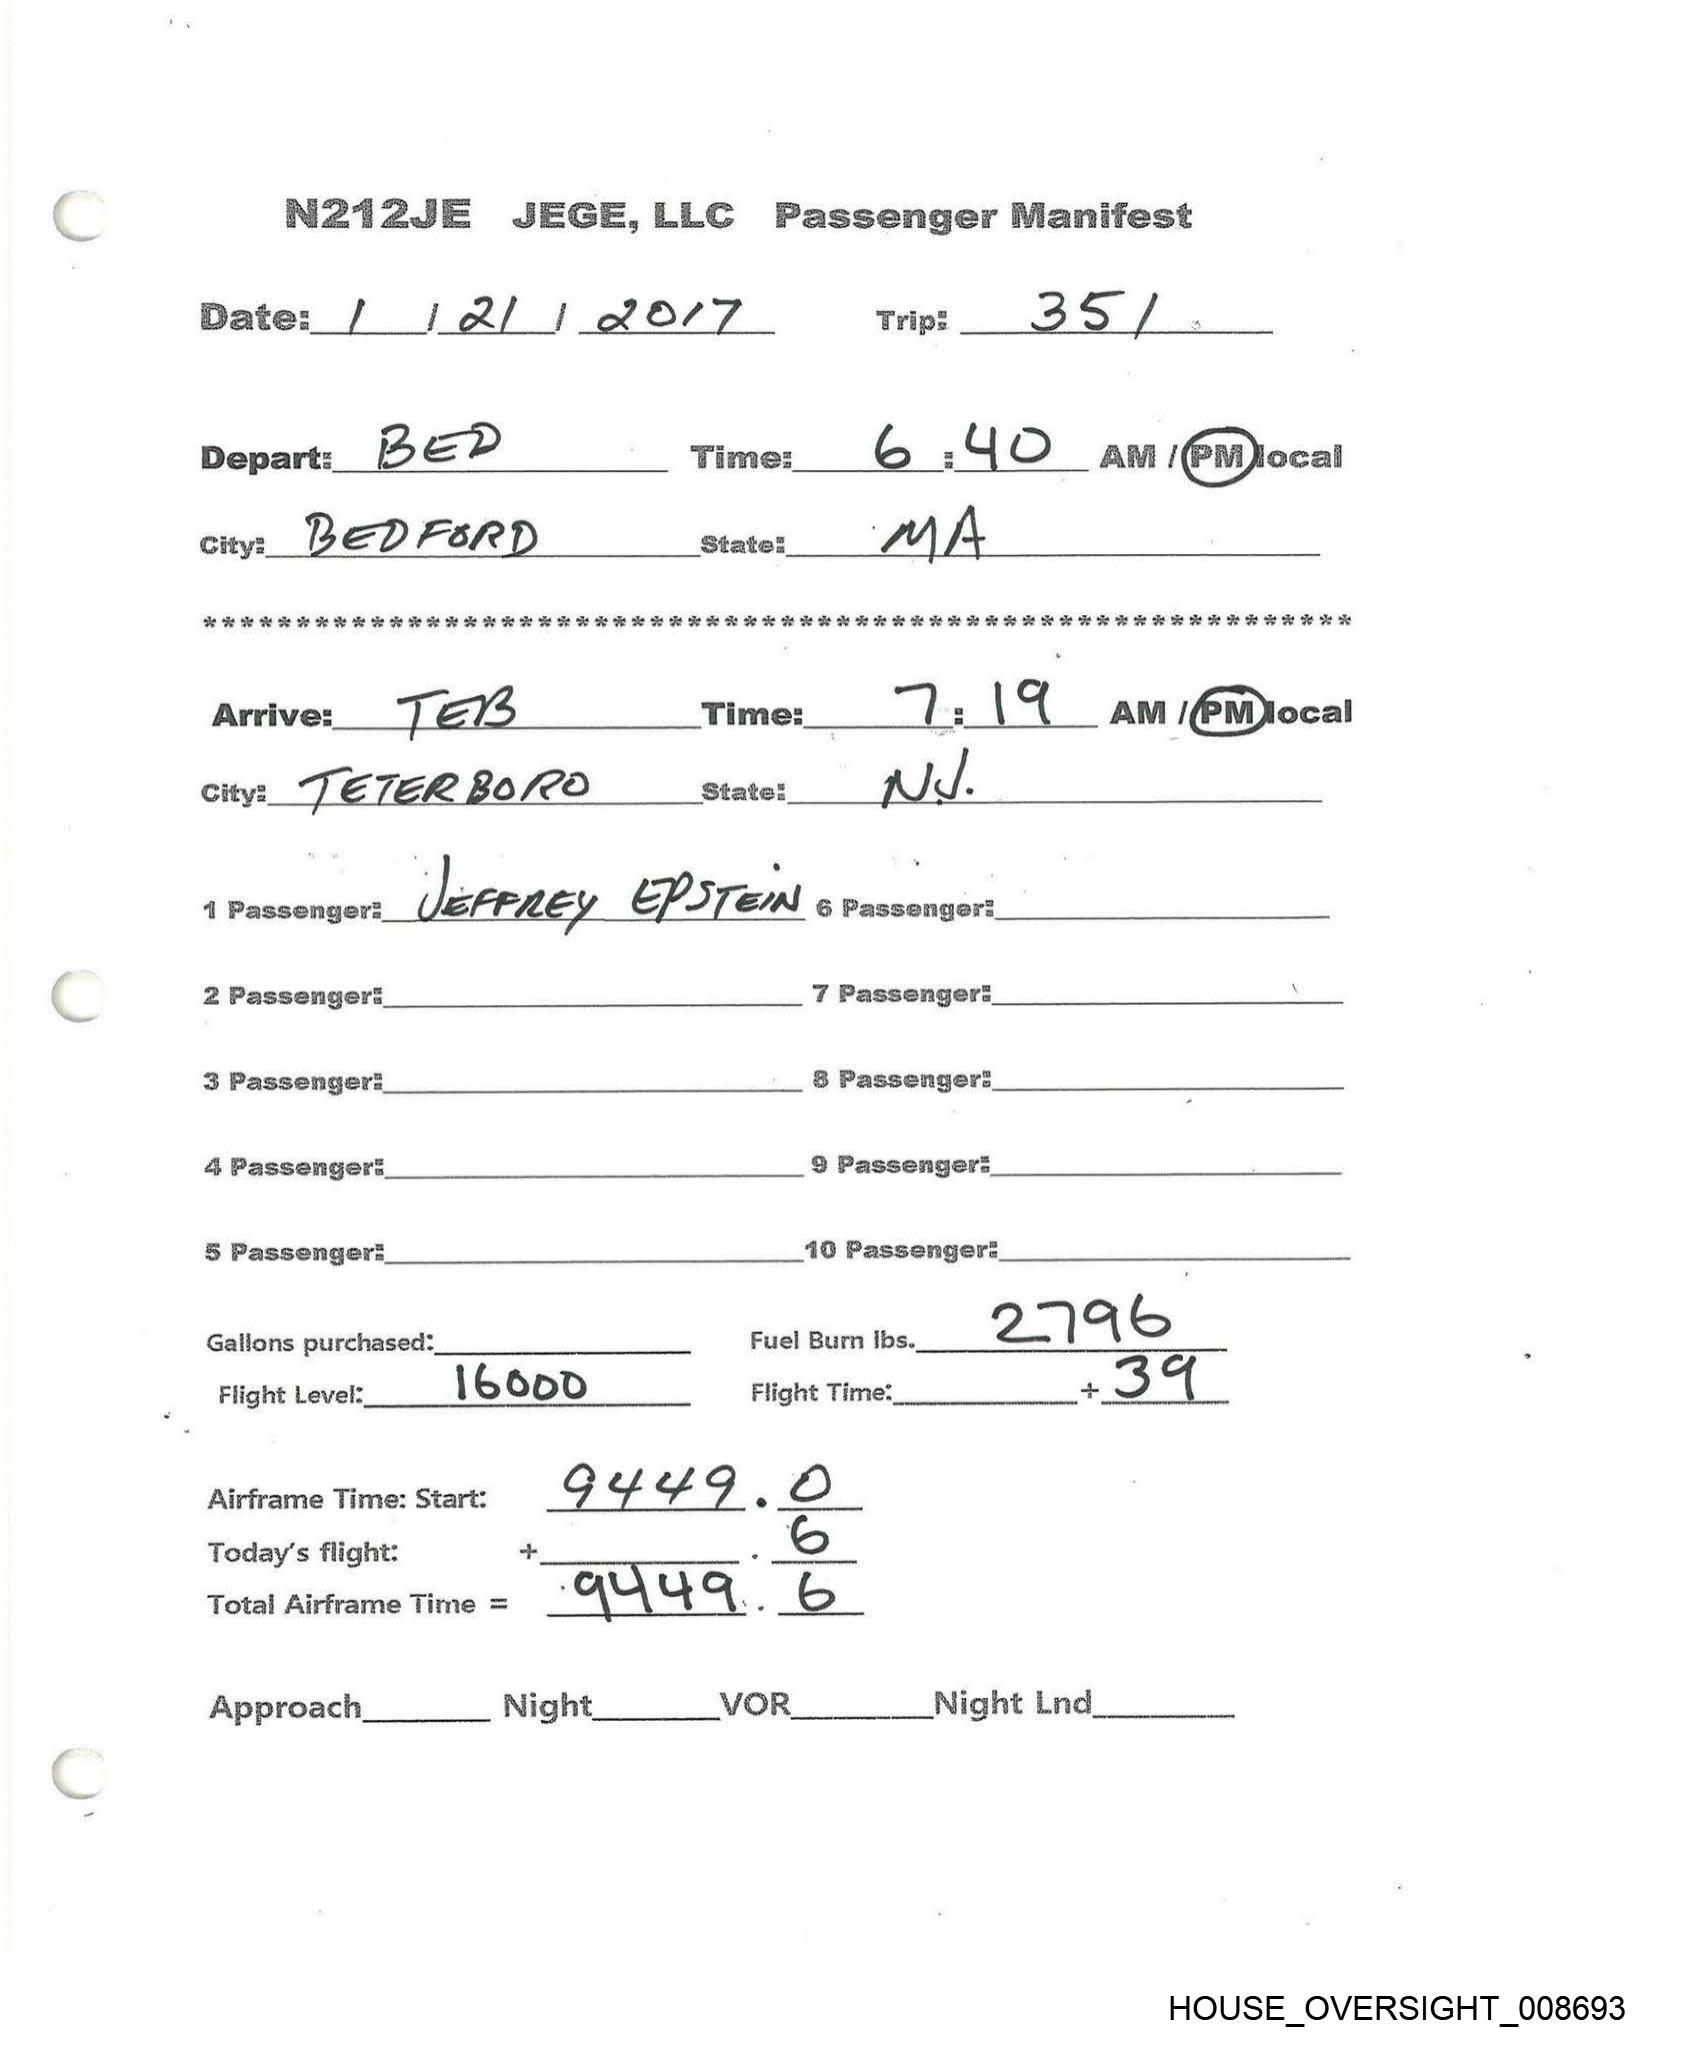 N212JE JEGE, LLC Passenger Manifest
Date: 1 / 21 / 2017 Trip: 351
Depart: BED Time: 6:40 AM / PM local
City: BEDFORD State: MA
**************************************************************
Arrive: TEB Time: 7:19 AM / PM local
City: TETERBORO State: N.J.
1 Passenger: JEFFREY EPSTEIN 6 Passenger:
2 Passenger: 7 Passenger:
3 Passenger: 8 Passenger:
4 Passenger: 9 Passenger:
5 Passenger: 10 Passenger:
Gallons purchased: Fuel Burn lbs. 2796
Flight Level: 16000 Flight Time: + 39
Airframe Time: Start: 9449.0
Today's flight: + . 6
Total Airframe Time = 9449.6
Approach Night VOR Night Lnd
HOUSE_OVERSIGHT_008693